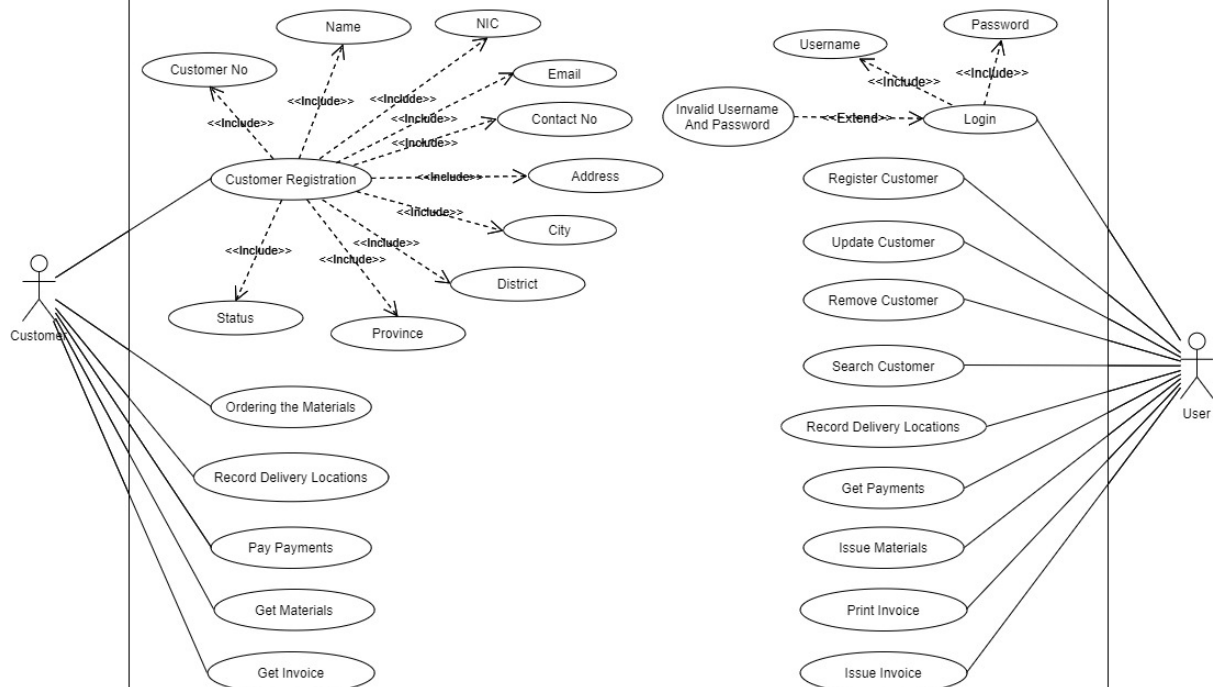 Name
NIC
Customer No
Email
Contact No
Address
City
District
Province
Status
Customer Registration
<<Include>>
<<Include>>
<<Include>>
<<Include>>
<<Include>>
<<Include>>
<<Include>>
<<Include>>
<<Include>>
<<Include>>
Customer
Ordering the Materials
Record Delivery Locations
Pay Payments
Get Materials
Get Invoice
Username
Password
<<Include>>
<<Include>>
Invalid Username
And Password
<<Extend>>
Login
Register Customer
Update Customer
Remove Customer
Search Customer
Record Delivery Locations
Get Payments
Issue Materials
Print Invoice
Issue Invoice
User